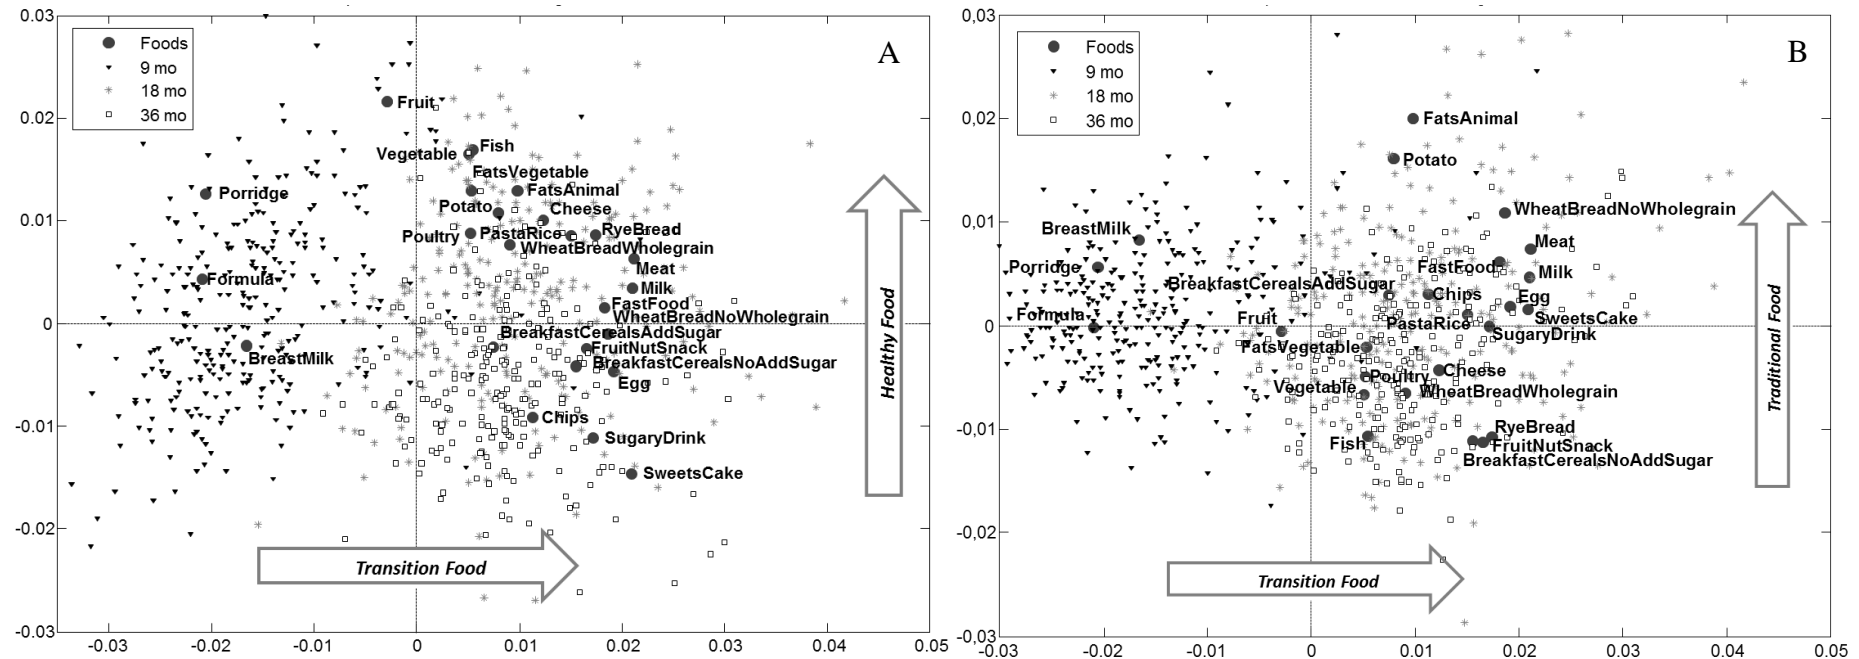 0.03
0.02
0.01
0
-0.01
-0.02
-0.03
-0.03
-0.02
-0.01
0
0.01
0.02
0.03
0.04
0.05
Foods
9 mo
18 mo
36 mo
A
Fruit
Fish
Vegetable
FatsVegetable
Porridge
FatsAnimal
Potato
Cheese
Poultry
PastaRice
RyeBread
WheatBreadWholegrain
Meat
Formula
Milk
FastFood
WheatBreadNoWholegrain
BreakfastCerealsAddSugar
FruitNutSnack
BreastMilk
BreakfastCerealsNoAddSugar
Egg
Chips
SugaryDrink
SweetsCake
Transition Food
Healthy Food
0,03
0,02
0,01
0
-0,01
-0,02
-0,03
-0.03
-0.02
-0.01
0
0.01
0.02
0.03
0.04
0.05
Foods
9 mo
18 mo
36 mo
B
FatsAnimal
Potato
WheatBreadNoWholegrain
BreastMilk
Meat
Porridge
FastFood
Milk
BreakfastCerealsAddSugar
Chips
Egg
Formula
Fruit
PastaRice
SweetsCake
SugaryDrink
FatsVegetable
Poultry
Cheese
Vegetable
WheatBreadWholegrain
RyeBread
Fish
FruitNutSnack
BreakfastCerealsNoAddSugar
Transition Food
Traditional Food